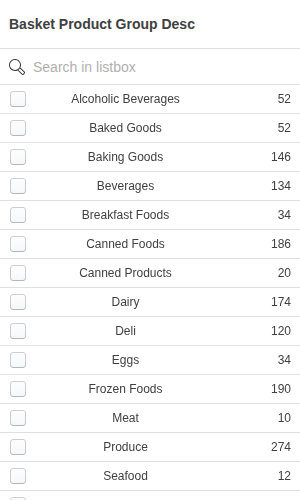 Basket Product Group Desc
Search in listbox
Alcoholic Beverages 52
Baked Goods 52
Baking Goods 146
Beverages 134
Breakfast Foods 34
Canned Foods 186
Canned Products 20
Dairy 174
Deli 120
Eggs 34
Frozen Foods 190
Meat 10
Produce 274
Seafood 12